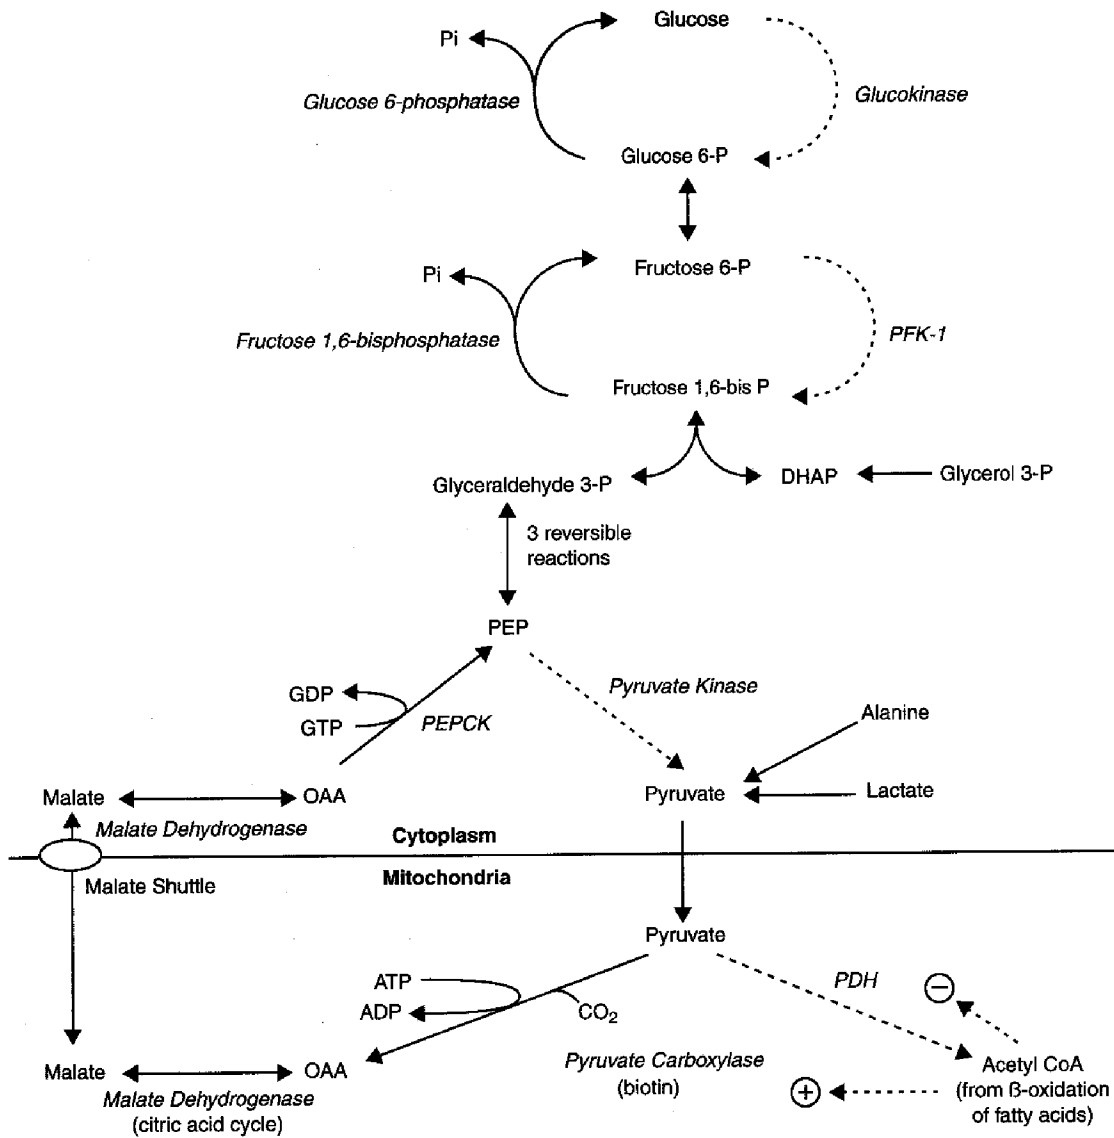 Glucose
Pi
Glucose 6-phosphatase
Glucokinase
Glucose 6-P
Pi
Fructose 6-P
Fructose 1,6-bisphosphatase
PFK-1
Fructose 1,6-bis P
Glyceraldehyde 3-P
DHAP
Glycerol 3-P
3 reversible
reactions
PEP
GDP
GTP
PEPCK
Pyruvate Kinase
Alanine
Malate
OAA
Pyruvate
Lactate
Malate Dehydrogenase
Cytoplasm
Malate Shuttle
Mitochondria
Pyruvate
ATP
ADP
CO₂
PDH
−
Malate
OAA
Malate Dehydrogenase
(citric acid cycle)
Pyruvate Carboxylase
(biotin)
+
Acetyl CoA
(from ß-oxidation
of fatty acids)